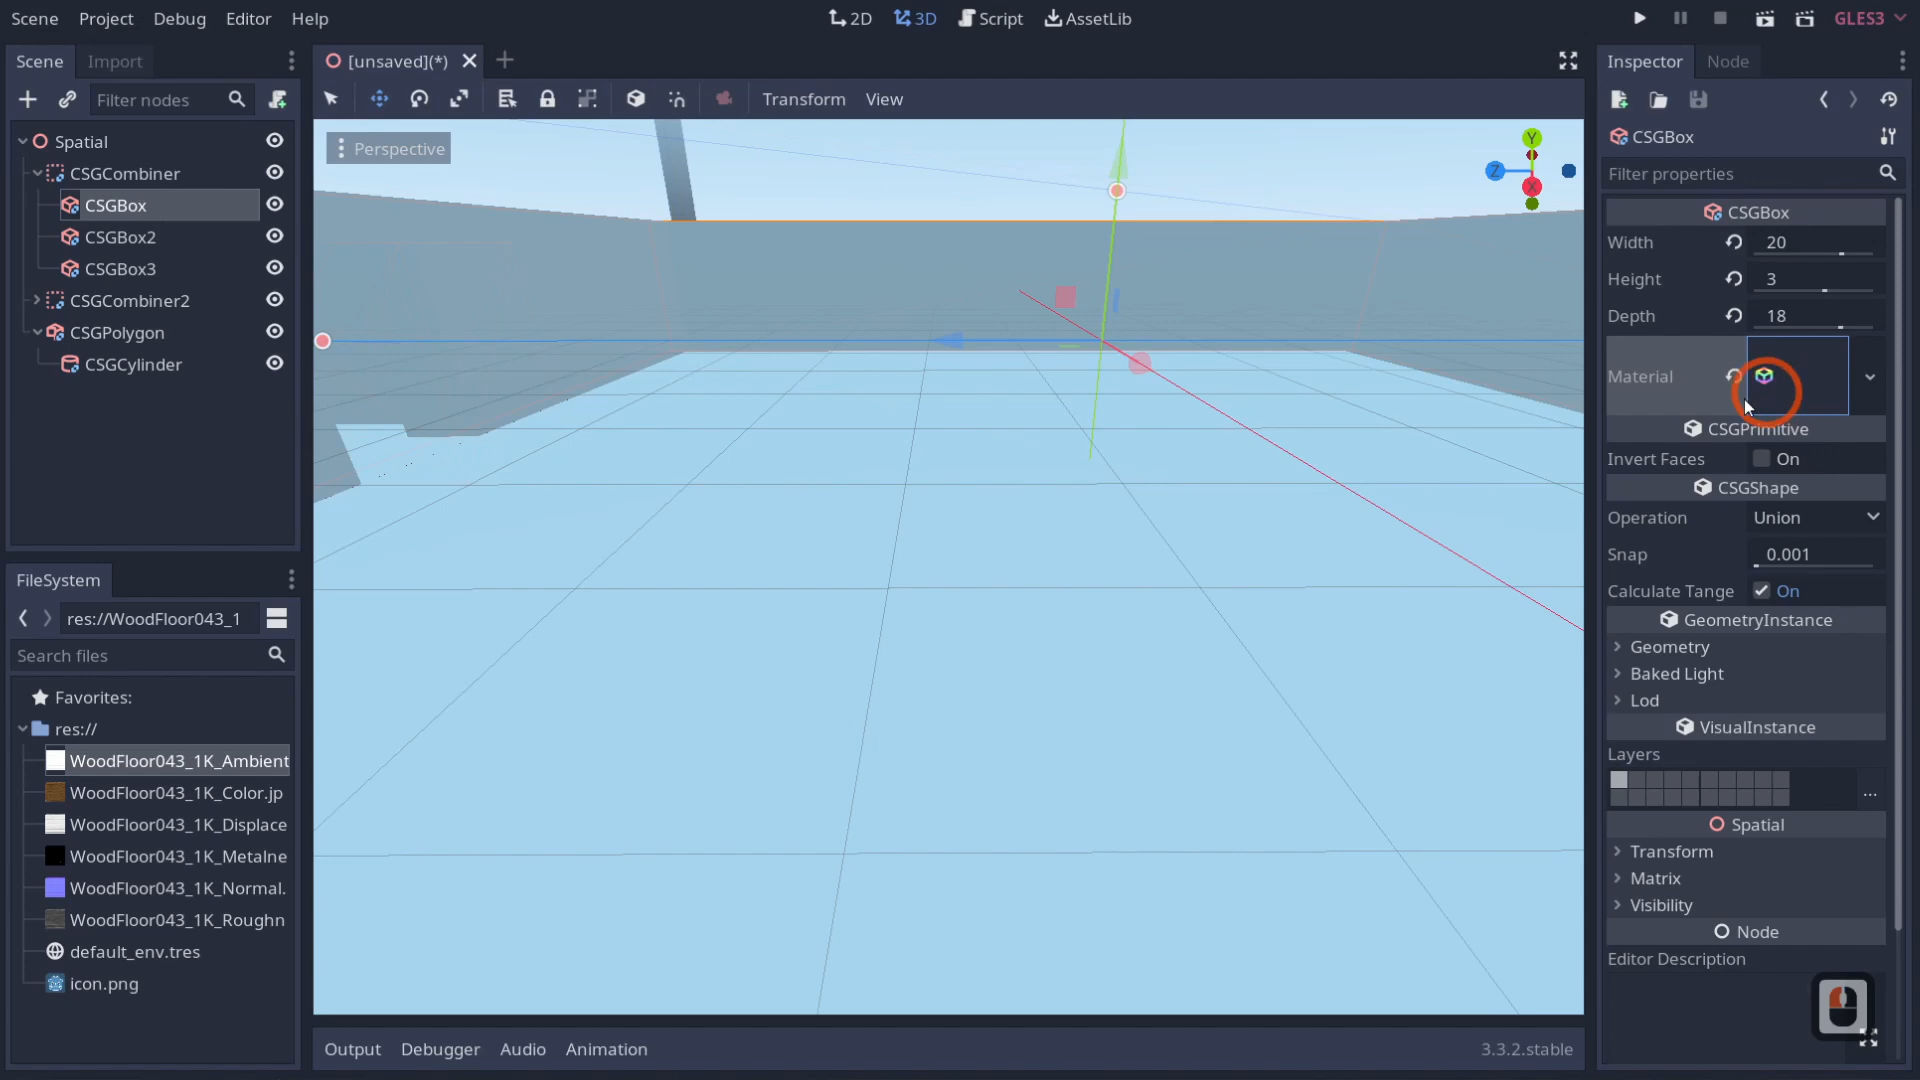 Scene Project Debug Editor Help
2D 3D Script AssetLib
GLES3
Scene Import
Filter nodes
Spatial
CSGCombiner
CSGBox
CSGBox2
CSGBox3
CSGCombiner2
CSGPolygon
CSGCylinder
FileSystem
res://WoodFloor043_1
Search files
Favorites:
res://
WoodFloor043_1K_Ambient
WoodFloor043_1K_Color.jp
WoodFloor043_1K_Displace
WoodFloor043_1K_Metalne
WoodFloor043_1K_Normal.
WoodFloor043_1K_Roughn
default_env.tres
icon.png
[unsaved](*)
Transform View
Perspective
Y
Z
X
Output Debugger Audio Animation 3.3.2.stable
Inspector Node
CSGBox
Filter properties
CSGBox
Width 20
Height 3
Depth 18
Material
CSGPrimitive
Invert Faces On
CSGShape
Operation Union
Snap 0.001
Calculate Tange On
GeometryInstance
Geometry
Baked Light
Lod
VisualInstance
Layers
...
Spatial
Transform
Matrix
Visibility
Node
Editor Description